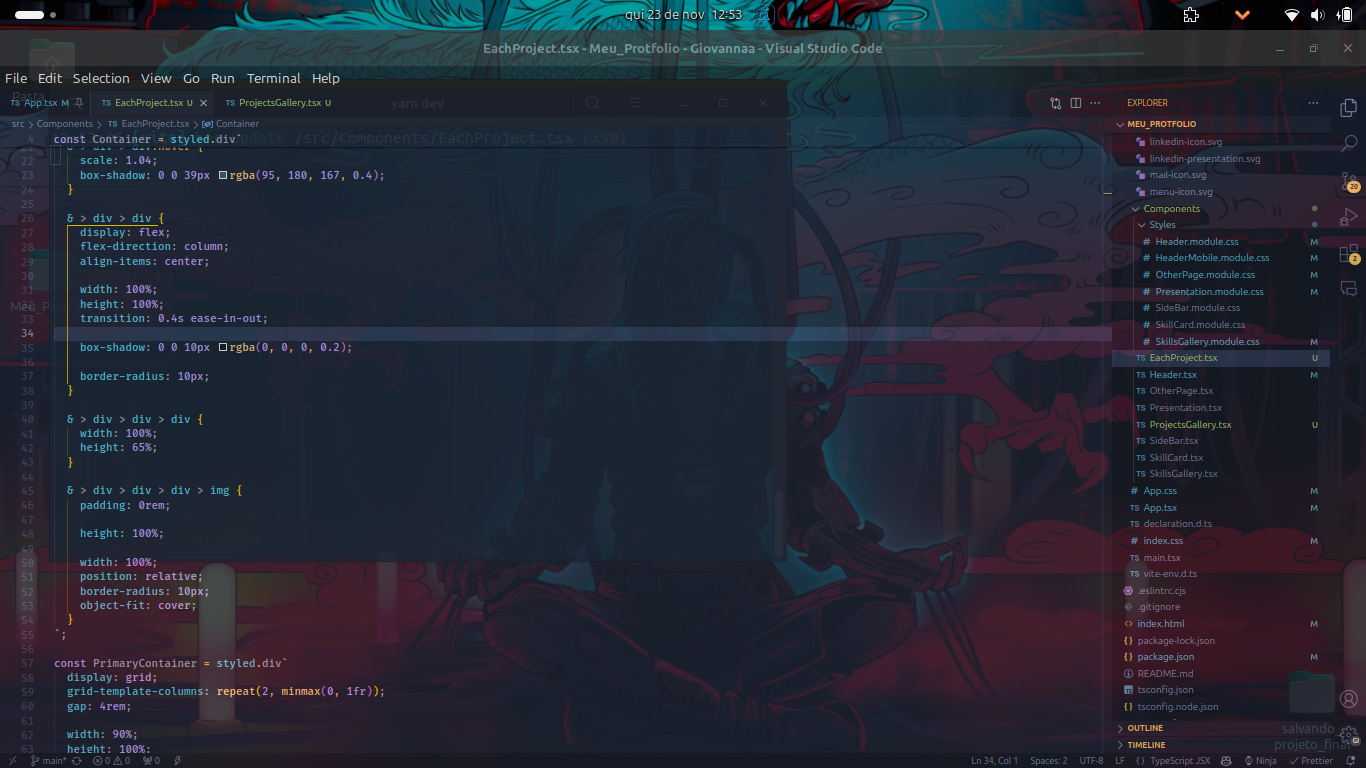 qui 23 de nov 12:53
EachProject.tsx - Meu_Protfolio - Giovannaa - Visual Studio Code
File Edit Selection View Go Run Terminal Help
Pasta
TS App.tsx M
TS EachProject.tsx U
TS ProjectsGallery.tsx U
yarn dev
src > Components > TS EachProject.tsx > Container
update /src/Components/EachProject.tsx (x38)
4 const Container = styled.div`
21 & > div > div:hover {
22 scale: 1.04;
23 box-shadow: 0 0 39px rgba(95, 180, 167, 0.4);
24 }
25
26 & > div > div {
27 display: flex;
28 flex-direction: column;
29 align-items: center;
30
31 width: 100%;
32 height: 100%;
33 transition: 0.4s ease-in-out;
34
35 box-shadow: 0 0 10px rgba(0, 0, 0, 0.2);
36
37 border-radius: 10px;
38 }
39
40 & > div > div > div {
41 width: 100%;
42 height: 65%;
43 }
44
45 & > div > div > div > img {
46 padding: 0rem;
47
48 height: 100%;
49
50 width: 100%;
51 position: relative;
52 border-radius: 10px;
53 object-fit: cover;
54 }
55 `;
56
57 const PrimaryContainer = styled.div`
58 display: grid;
59 grid-template-columns: repeat(2, minmax(0, 1fr));
60 gap: 4rem;
61
62 width: 90%;
63 height: 100%;
EXPLORER
MEU_PROTFOLIO
linkedin-icon.svg
linkedin-presentation.svg
mail-icon.svg
menu-icon.svg
Components
Styles
# Header.module.css M
# HeaderMobile.module.css M
# OtherPage.module.css M
# Presentation.module.css M
# SideBar.module.css
# SkillCard.module.css
# SkillsGallery.module.css M
TS EachProject.tsx U
TS Header.tsx M
TS OtherPage.tsx
TS Presentation.tsx
TS ProjectsGallery.tsx U
TS SideBar.tsx
TS SkillCard.tsx
TS SkillsGallery.tsx
# App.css M
TS App.tsx M
TS declaration.d.ts
# index.css M
TS main.tsx
TS vite-env.d.ts
.eslintrc.cjs
.gitignore
<> index.html M
{} package-lock.json
{} package.json M
README.md
tsconfig.json
{} tsconfig.node.json
OUTLINE
TIMELINE
20
2
salvando
projeto_final
main* 0 0 0
Ln 34, Col 1 Spaces: 2 UTF-8 LF {} TypeScript JSX Ninja Prettier